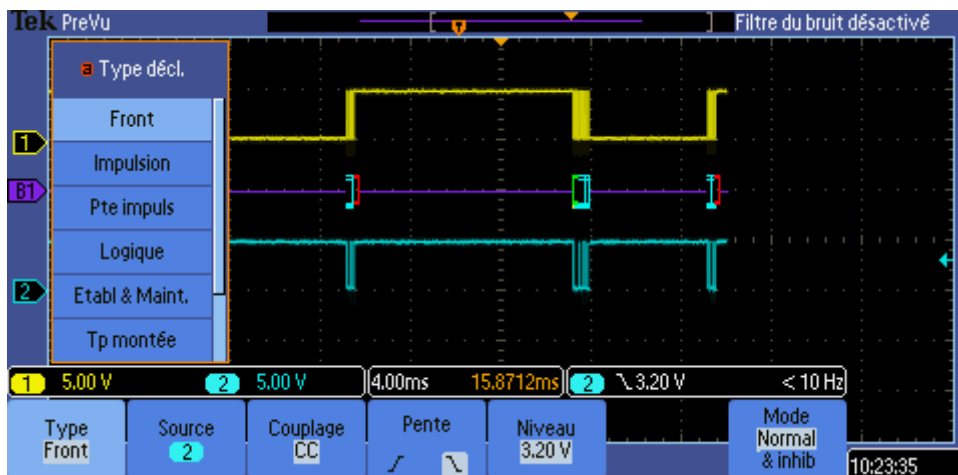 Tek PreVu
Filtre du bruit désactivé
a Type décl.
Front
Impulsion
Pte impuls
Logique
Etabl & Maint.
Tp montée
1
B1
2
1 5.00 V 2 5.00 V 4.00ms 15.8712ms 2 3.20 V < 10 Hz
Type
Front
Source
2
Couplage
CC
Pente
Niveau
3.20 V
Mode
Normal
& inhib
10:23:35